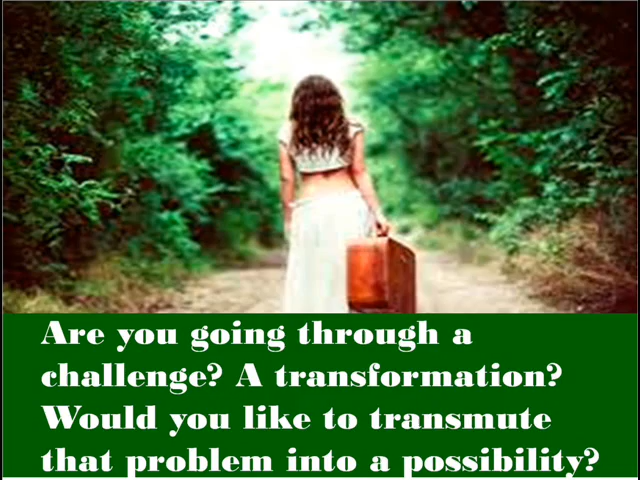 Are you going through a
challenge? A transformation?
Would you like to transmute
that problem into a possibility?